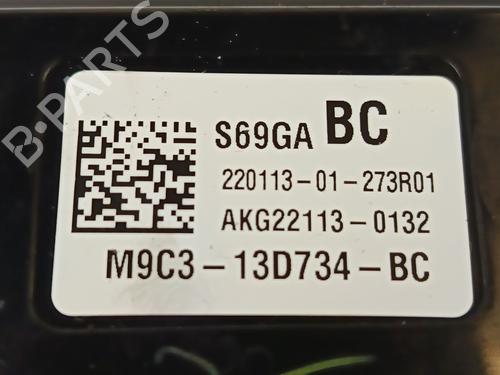 B-PARTS
S69GA BC
220113-01-273R01
AKG22113-0132
M9C3-13D734-BC